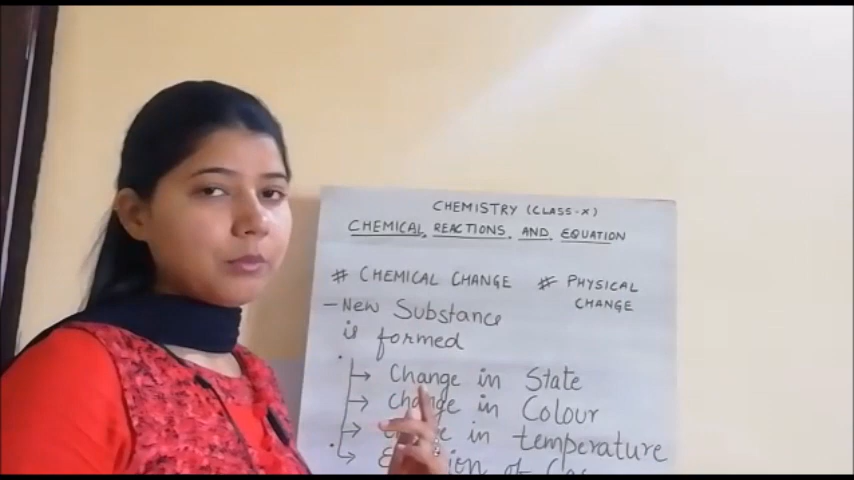 CHEMISTRY (CLASS-X)
CHEMICAL REACTIONS AND EQUATION
# CHEMICAL CHANGE # PHYSICAL CHANGE
- New Substance
is formed
→ Change in State
→ Change in Colour
→ in temperature
→ of